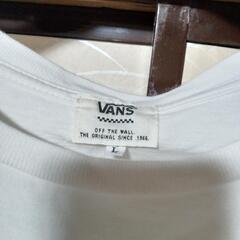 VANS
OFF THE WALL.
THE ORIGINAL SINCE 1966.
L